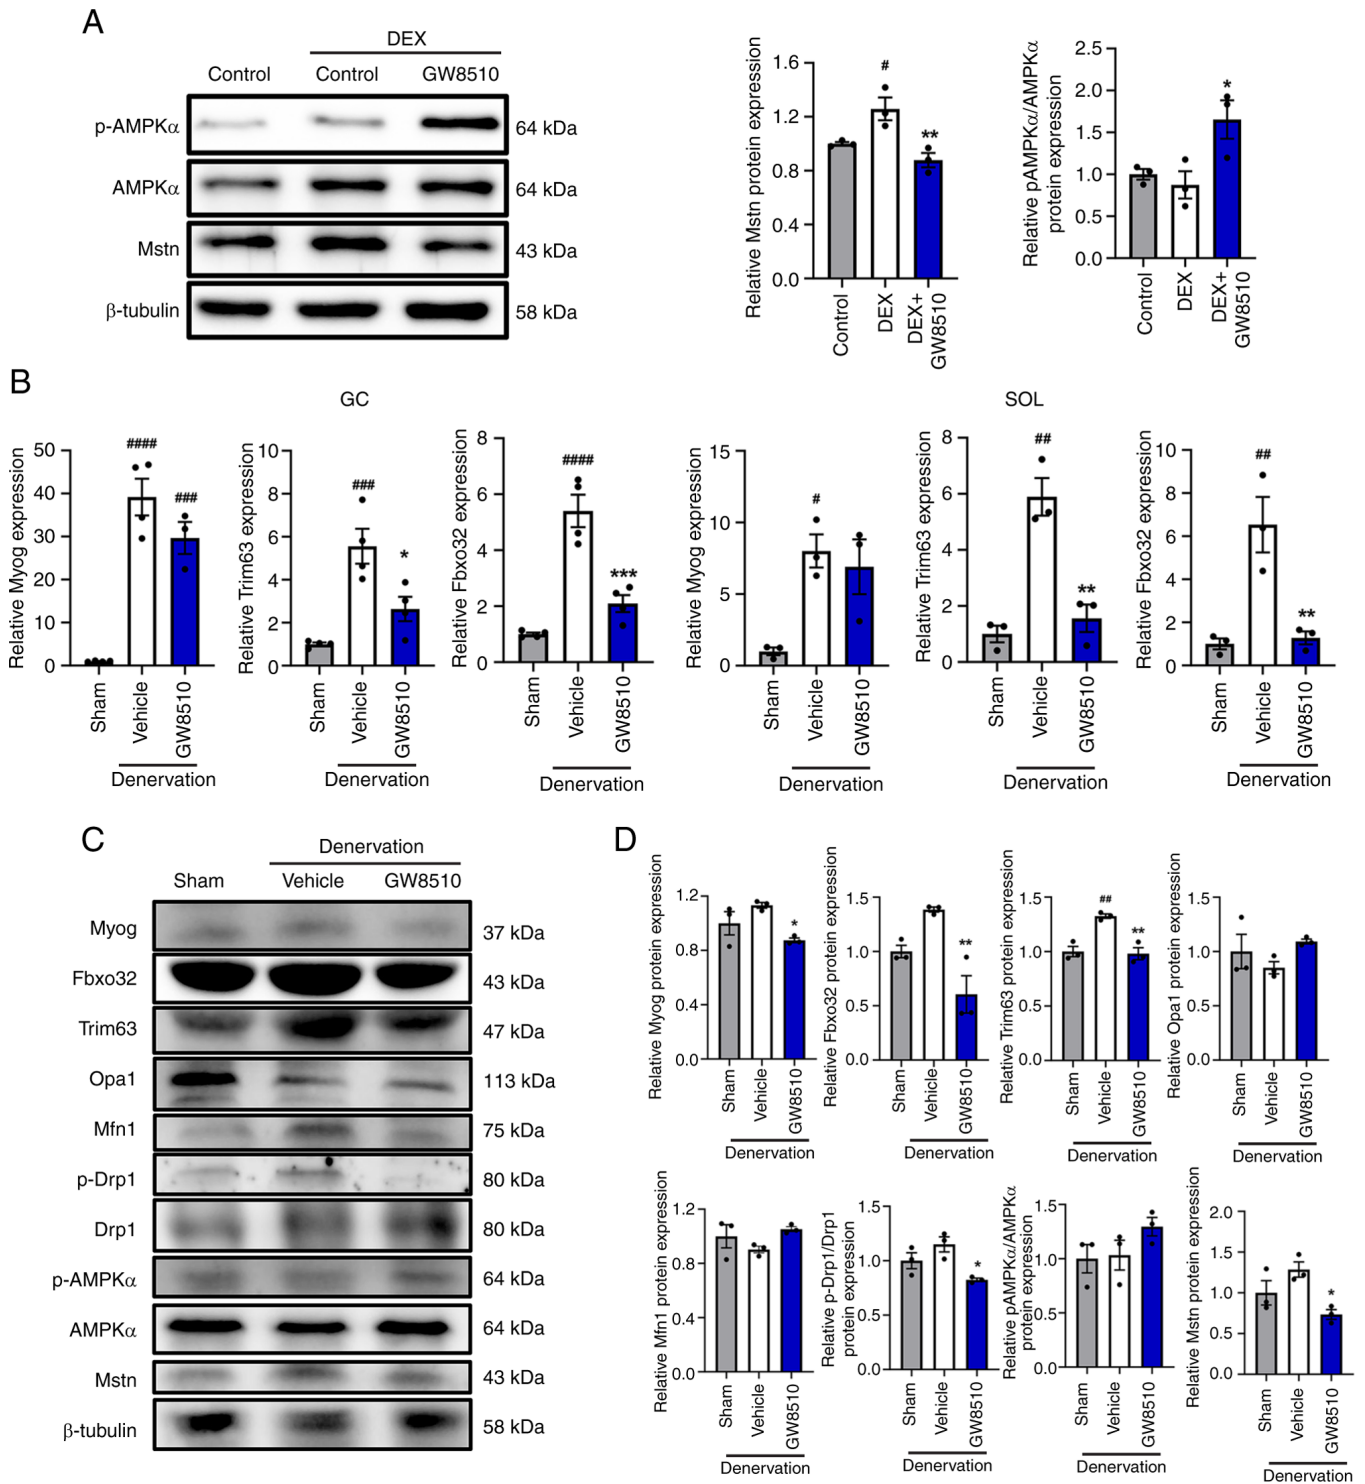 A
DEX
Control
Control
GW8510
p-AMPKα
64 kDa
AMPKα
64 kDa
Mstn
43 kDa
β-tubulin
58 kDa
Relative Mstn protein expression
1.6
1.2
0.8
0.4
0.0
#
**
Control
DEX
DEX+
GW8510
Relative pAMPKα/AMPKα
protein expression
2.5
2.0
1.5
1.0
0.5
0.0
*
Control
DEX
DEX+
GW8510
B
GC
SOL
Relative Myog expression
50
40
30
20
10
0
####
###
Sham
Vehicle
GW8510
Denervation
Relative Trim63 expression
10
8
6
4
2
0
###
*
Sham
Vehicle
GW8510
Denervation
Relative Fbxo32 expression
8
6
4
2
0
####
***
Sham
Vehicle
GW8510
Denervation
Relative Myog expression
15
10
5
0
#
Sham
Vehicle
GW8510
Denervation
Relative Trim63 expression
8
6
4
2
0
##
**
Sham
Vehicle
GW8510
Denervation
Relative Fbxo32 expression
10
8
6
4
2
0
##
**
Sham
Vehicle
GW8510
Denervation
C
Denervation
Sham
Vehicle
GW8510
Myog
37 kDa
Fbxo32
43 kDa
Trim63
47 kDa
Opa1
113 kDa
Mfn1
75 kDa
p-Drp1
80 kDa
Drp1
80 kDa
p-AMPKα
64 kDa
AMPKα
64 kDa
Mstn
43 kDa
β-tubulin
58 kDa
D
Relative Myog protein expression
1.2
0.8
0.4
0.0
*
Sham
Vehicle
GW8510
Denervation
Relative Fbxo32 protein expression
1.5
1.0
0.5
0.0
**
Sham
Vehicle
GW8510
Denervation
Relative Trim63 protein expression
1.5
1.0
0.5
0.0
##
**
Sham
Vehicle
GW8510
Denervation
Relative Opa1 protein expression
1.5
1.0
0.5
0.0
Sham
Vehicle
GW8510
Denervation
Relative Mfn1 protein expression
1.2
0.8
0.4
0.0
Sham
Vehicle
GW8510
Denervation
Relative p-Drp1/Drp1
protein expression
1.5
1.0
0.5
0.0
*
Sham
Vehicle
GW8510
Denervation
Relative pAMPKα/AMPKα
protein expression
1.5
1.0
0.5
0.0
Sham
Vehicle
GW8510
Denervation
Relative Mstn protein expression
2.0
1.5
1.0
0.5
0.0
*
Sham
Vehicle
GW8510
Denervation